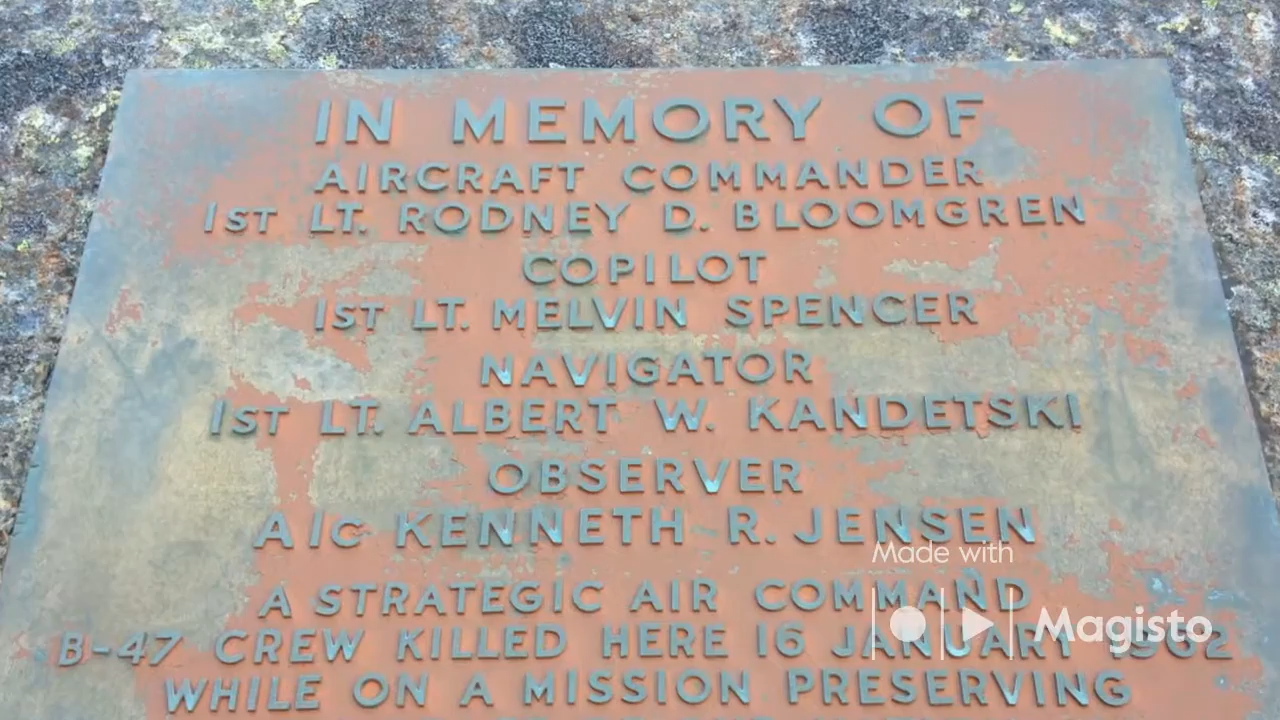 IN MEMORY OF
AIRCRAFT COMMANDER
1ST LT. RODNEY D. BLOOMGREN
COPILOT
1ST LT. MELVIN SPENCER
NAVIGATOR
1ST LT. ALBERT W. KANDETSKI
OBSERVER
A1C KENNETH R. JENSEN
A STRATEGIC AIR COMMAND
B-47 CREW KILLED HERE 16 JANUARY 1962
WHILE ON A MISSION PRESERVING
Made with
Magisto